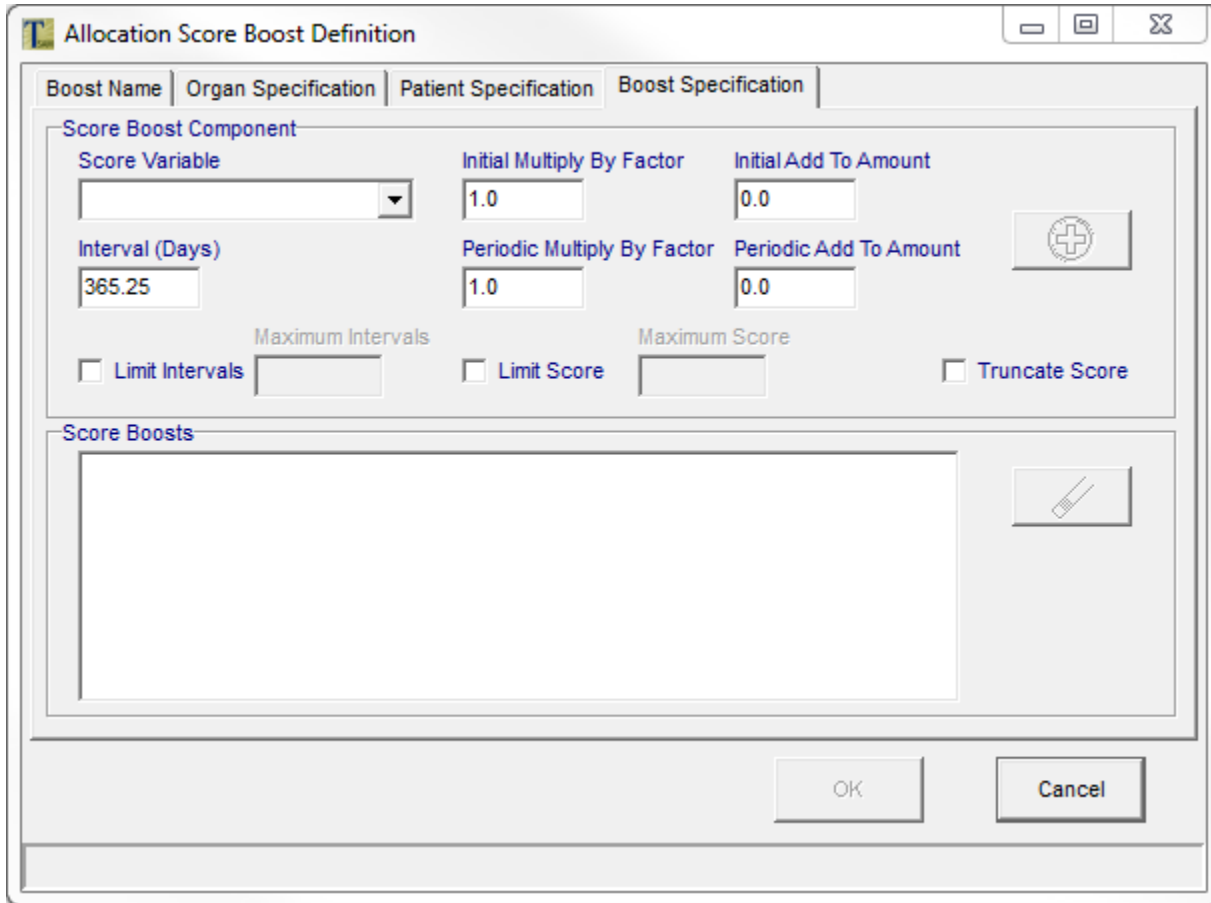 Allocation Score Boost Definition
Boost Name Organ Specification Patient Specification Boost Specification
Score Boost Component
Score Variable Initial Multiply By Factor Initial Add To Amount
1.0 0.0
Interval (Days) Periodic Multiply By Factor Periodic Add To Amount
365.25 1.0 0.0
Maximum Intervals Maximum Score
Limit Intervals Limit Score Truncate Score
Score Boosts
OK Cancel